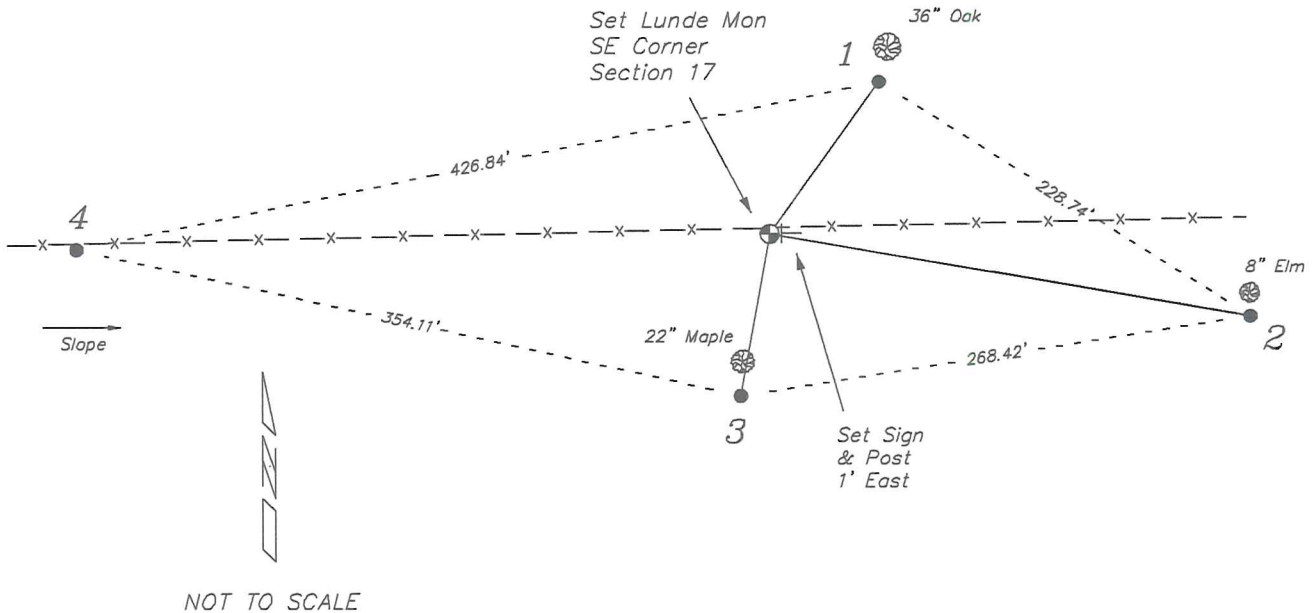 36" Oak
Set Lunde Mon
SE Corner
Section 17
1
426.84'
228.74'
4
8" Elm
Slope
354.11'
22" Maple
268.42'
2
3
Set Sign
& Post
1' East
N
NOT TO SCALE